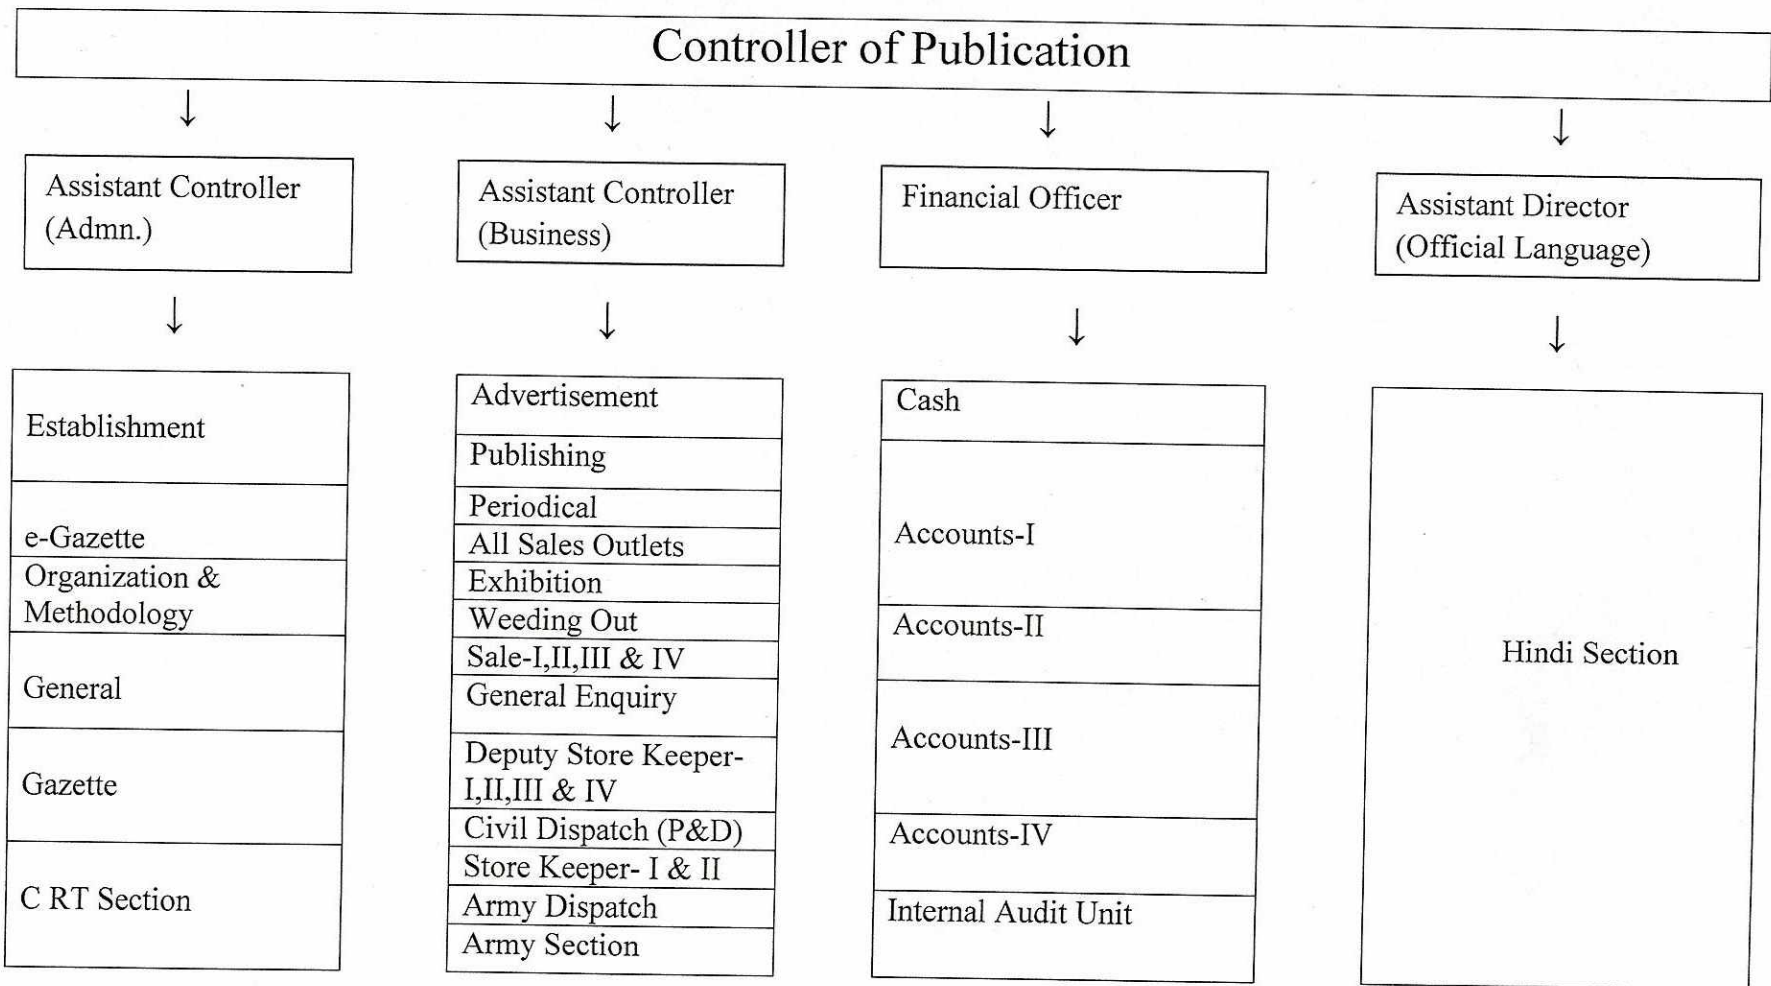 Controller of Publication
Assistant Controller
(Admn.)
Assistant Controller
(Business)
Financial Officer
Assistant Director
(Official Language)
Establishment
e-Gazette
Organization &
Methodology
General
Gazette
C RT Section
Advertisement
Publishing
Periodical
All Sales Outlets
Exhibition
Weeding Out
Sale-I,II,III & IV
General Enquiry
Deputy Store Keeper-
I,II,III & IV
Civil Dispatch (P&D)
Store Keeper- I & II
Army Dispatch
Army Section
Cash
Accounts-I
Accounts-II
Accounts-III
Accounts-IV
Internal Audit Unit
Hindi Section